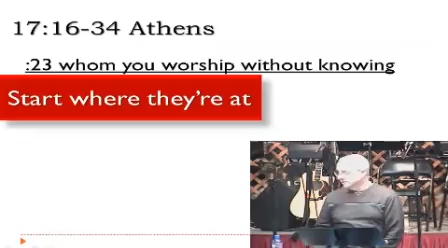 17:16-34 Athens
:23 whom you worship without knowing
Start where they're at